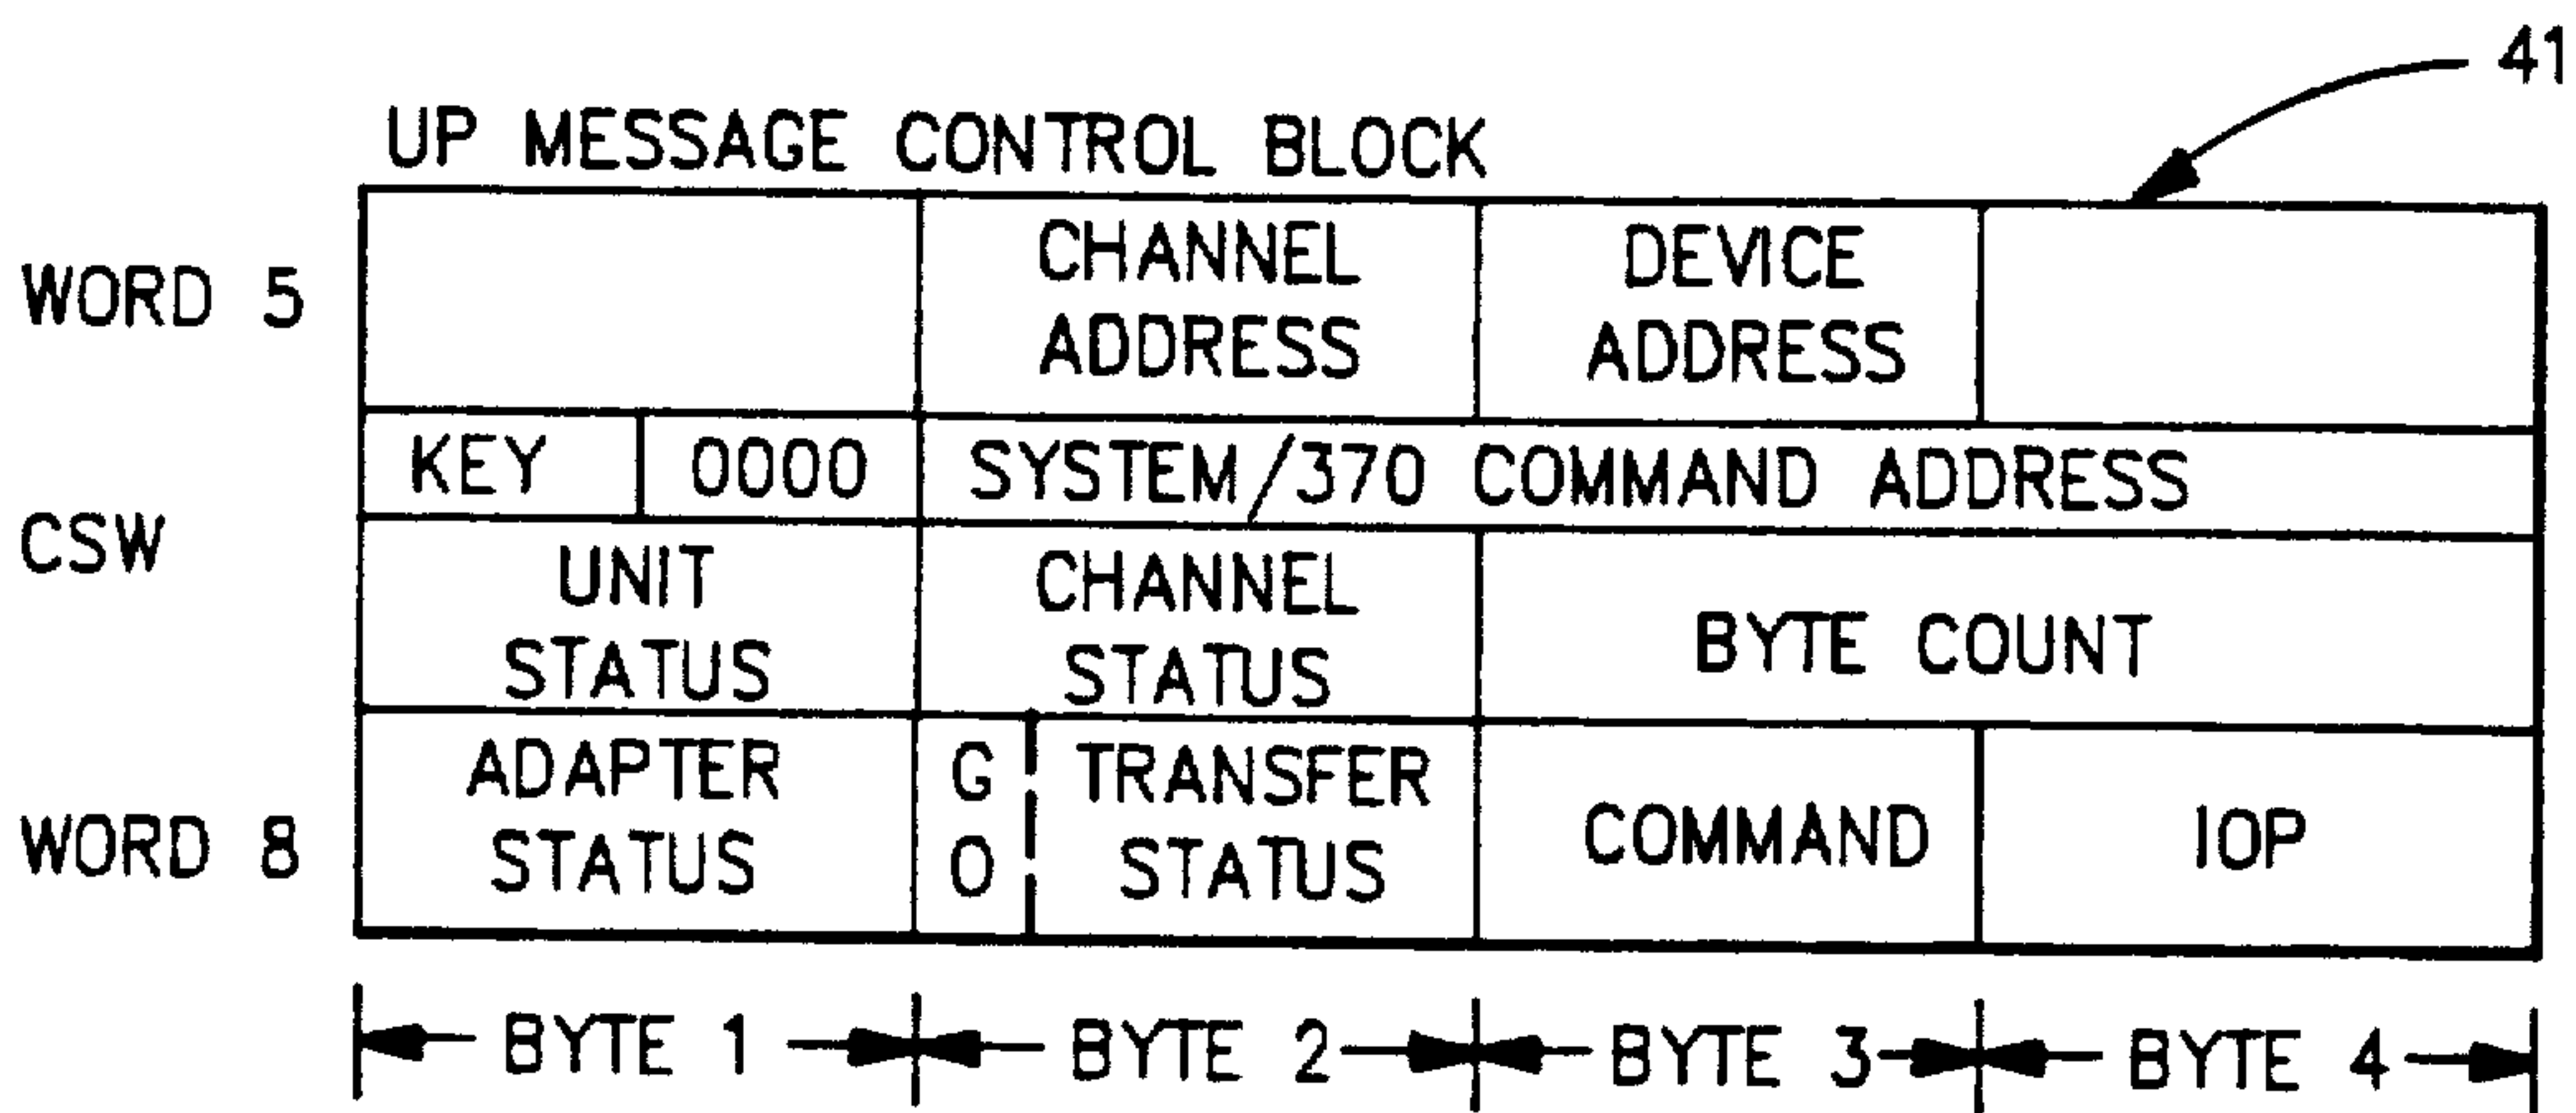 41
UP MESSAGE CONTROL BLOCK
WORD 5
CHANNEL
ADDRESS
DEVICE
ADDRESS
CSW
KEY
0000
SYSTEM/370 COMMAND ADDRESS
UNIT
STATUS
CHANNEL
STATUS
BYTE COUNT
WORD 8
ADAPTER
STATUS
G
O
TRANSFER
STATUS
COMMAND
IOP
BYTE 1
BYTE 2
BYTE 3
BYTE 4